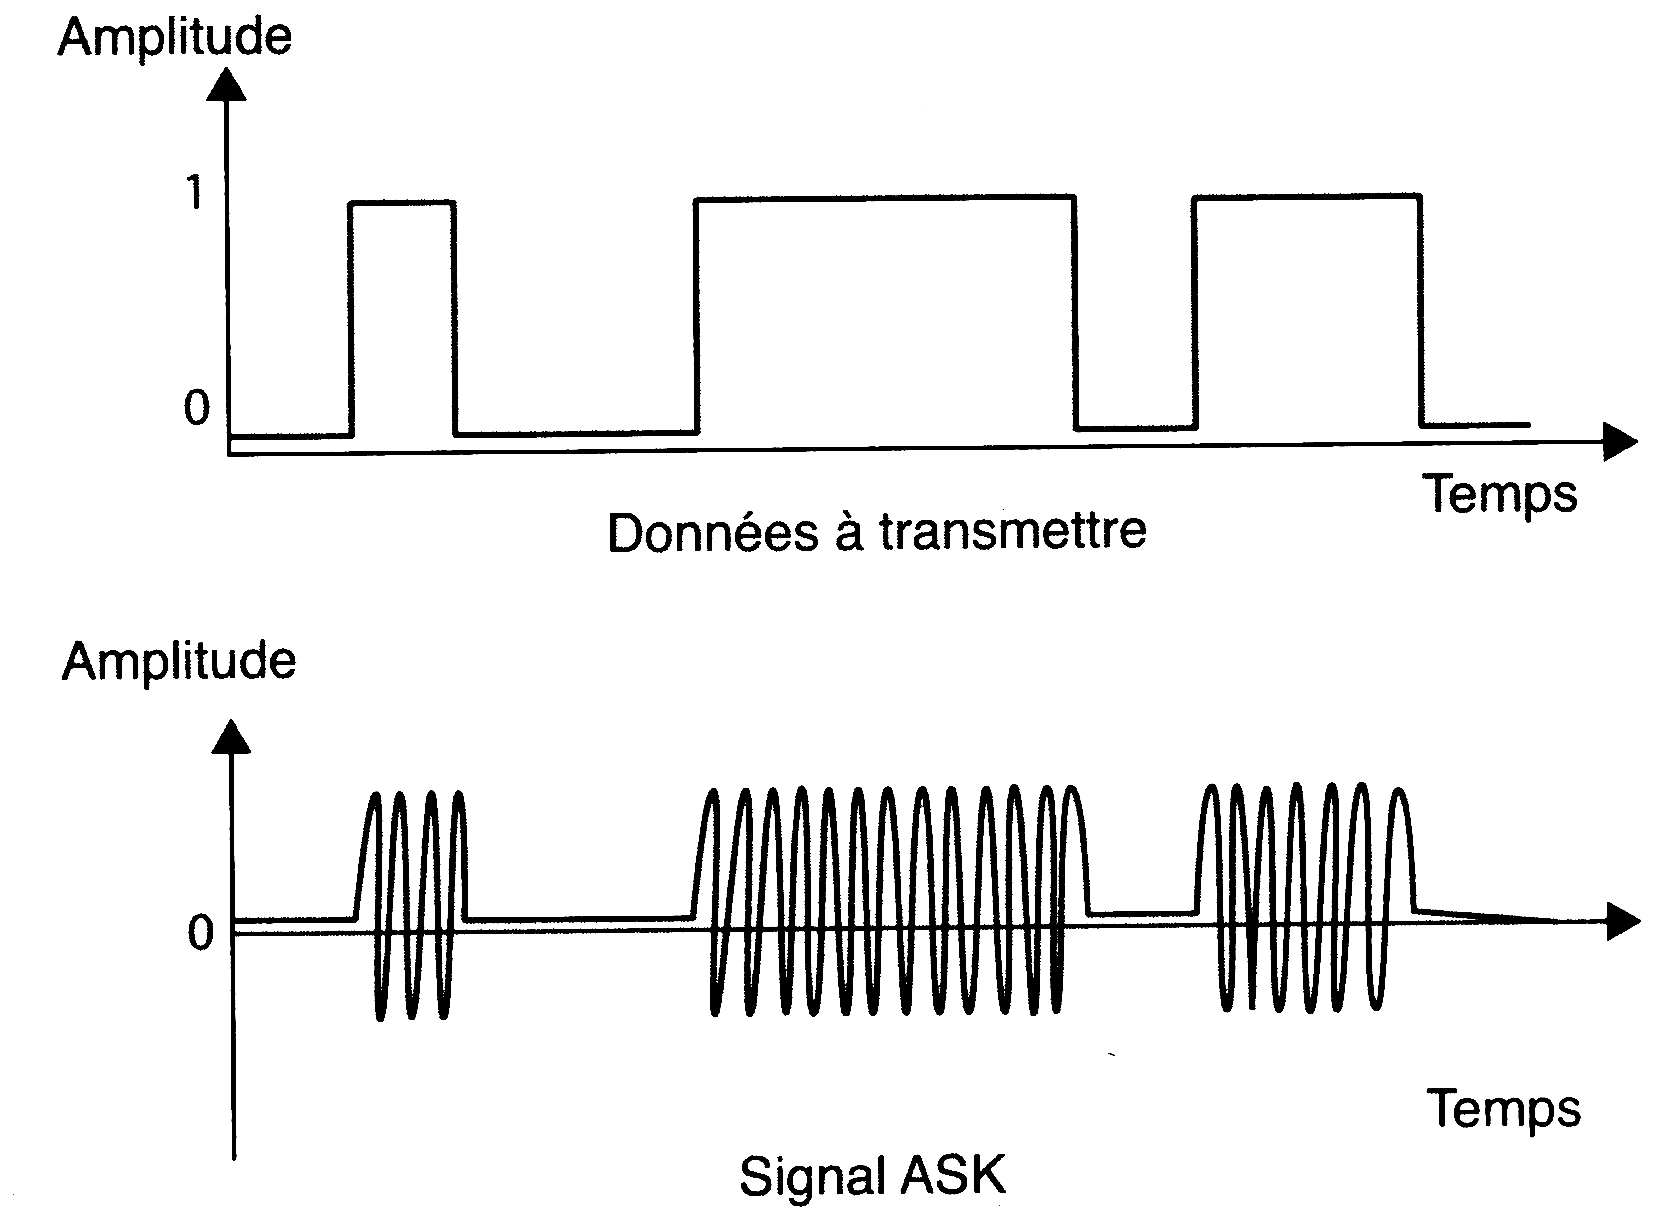 Amplitude
1
0
Temps
Données à transmettre
Amplitude
0
Temps
Signal ASK